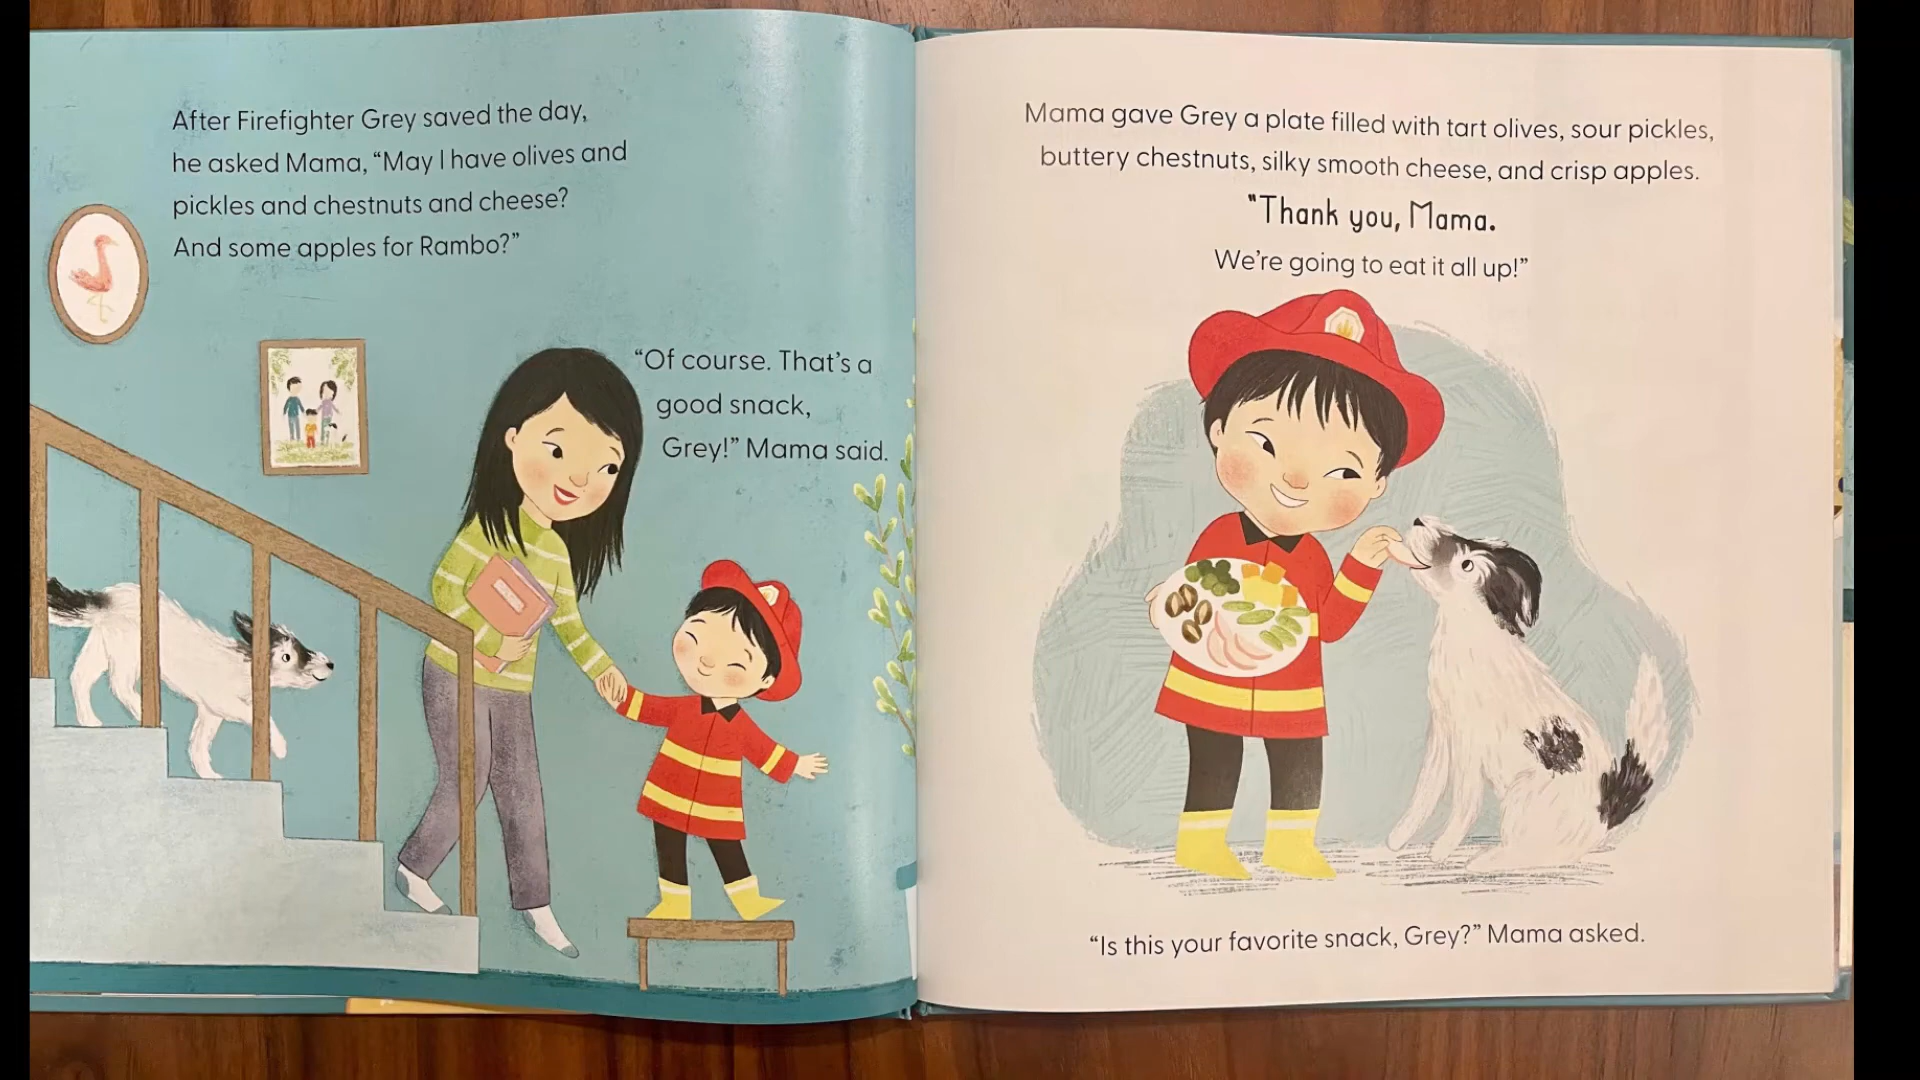 After Firefighter Grey saved the day,
he asked Mama, “May I have olives and
pickles and chestnuts and cheese?
And some apples for Rambo?”
“Of course. That’s a
good snack,
Grey!” Mama said.
Mama gave Grey a plate filled with tart olives, sour pickles,
buttery chestnuts, silky smooth cheese, and crisp apples.
“Thank you, Mama.
We’re going to eat it all up!”
“Is this your favorite snack, Grey?” Mama asked.